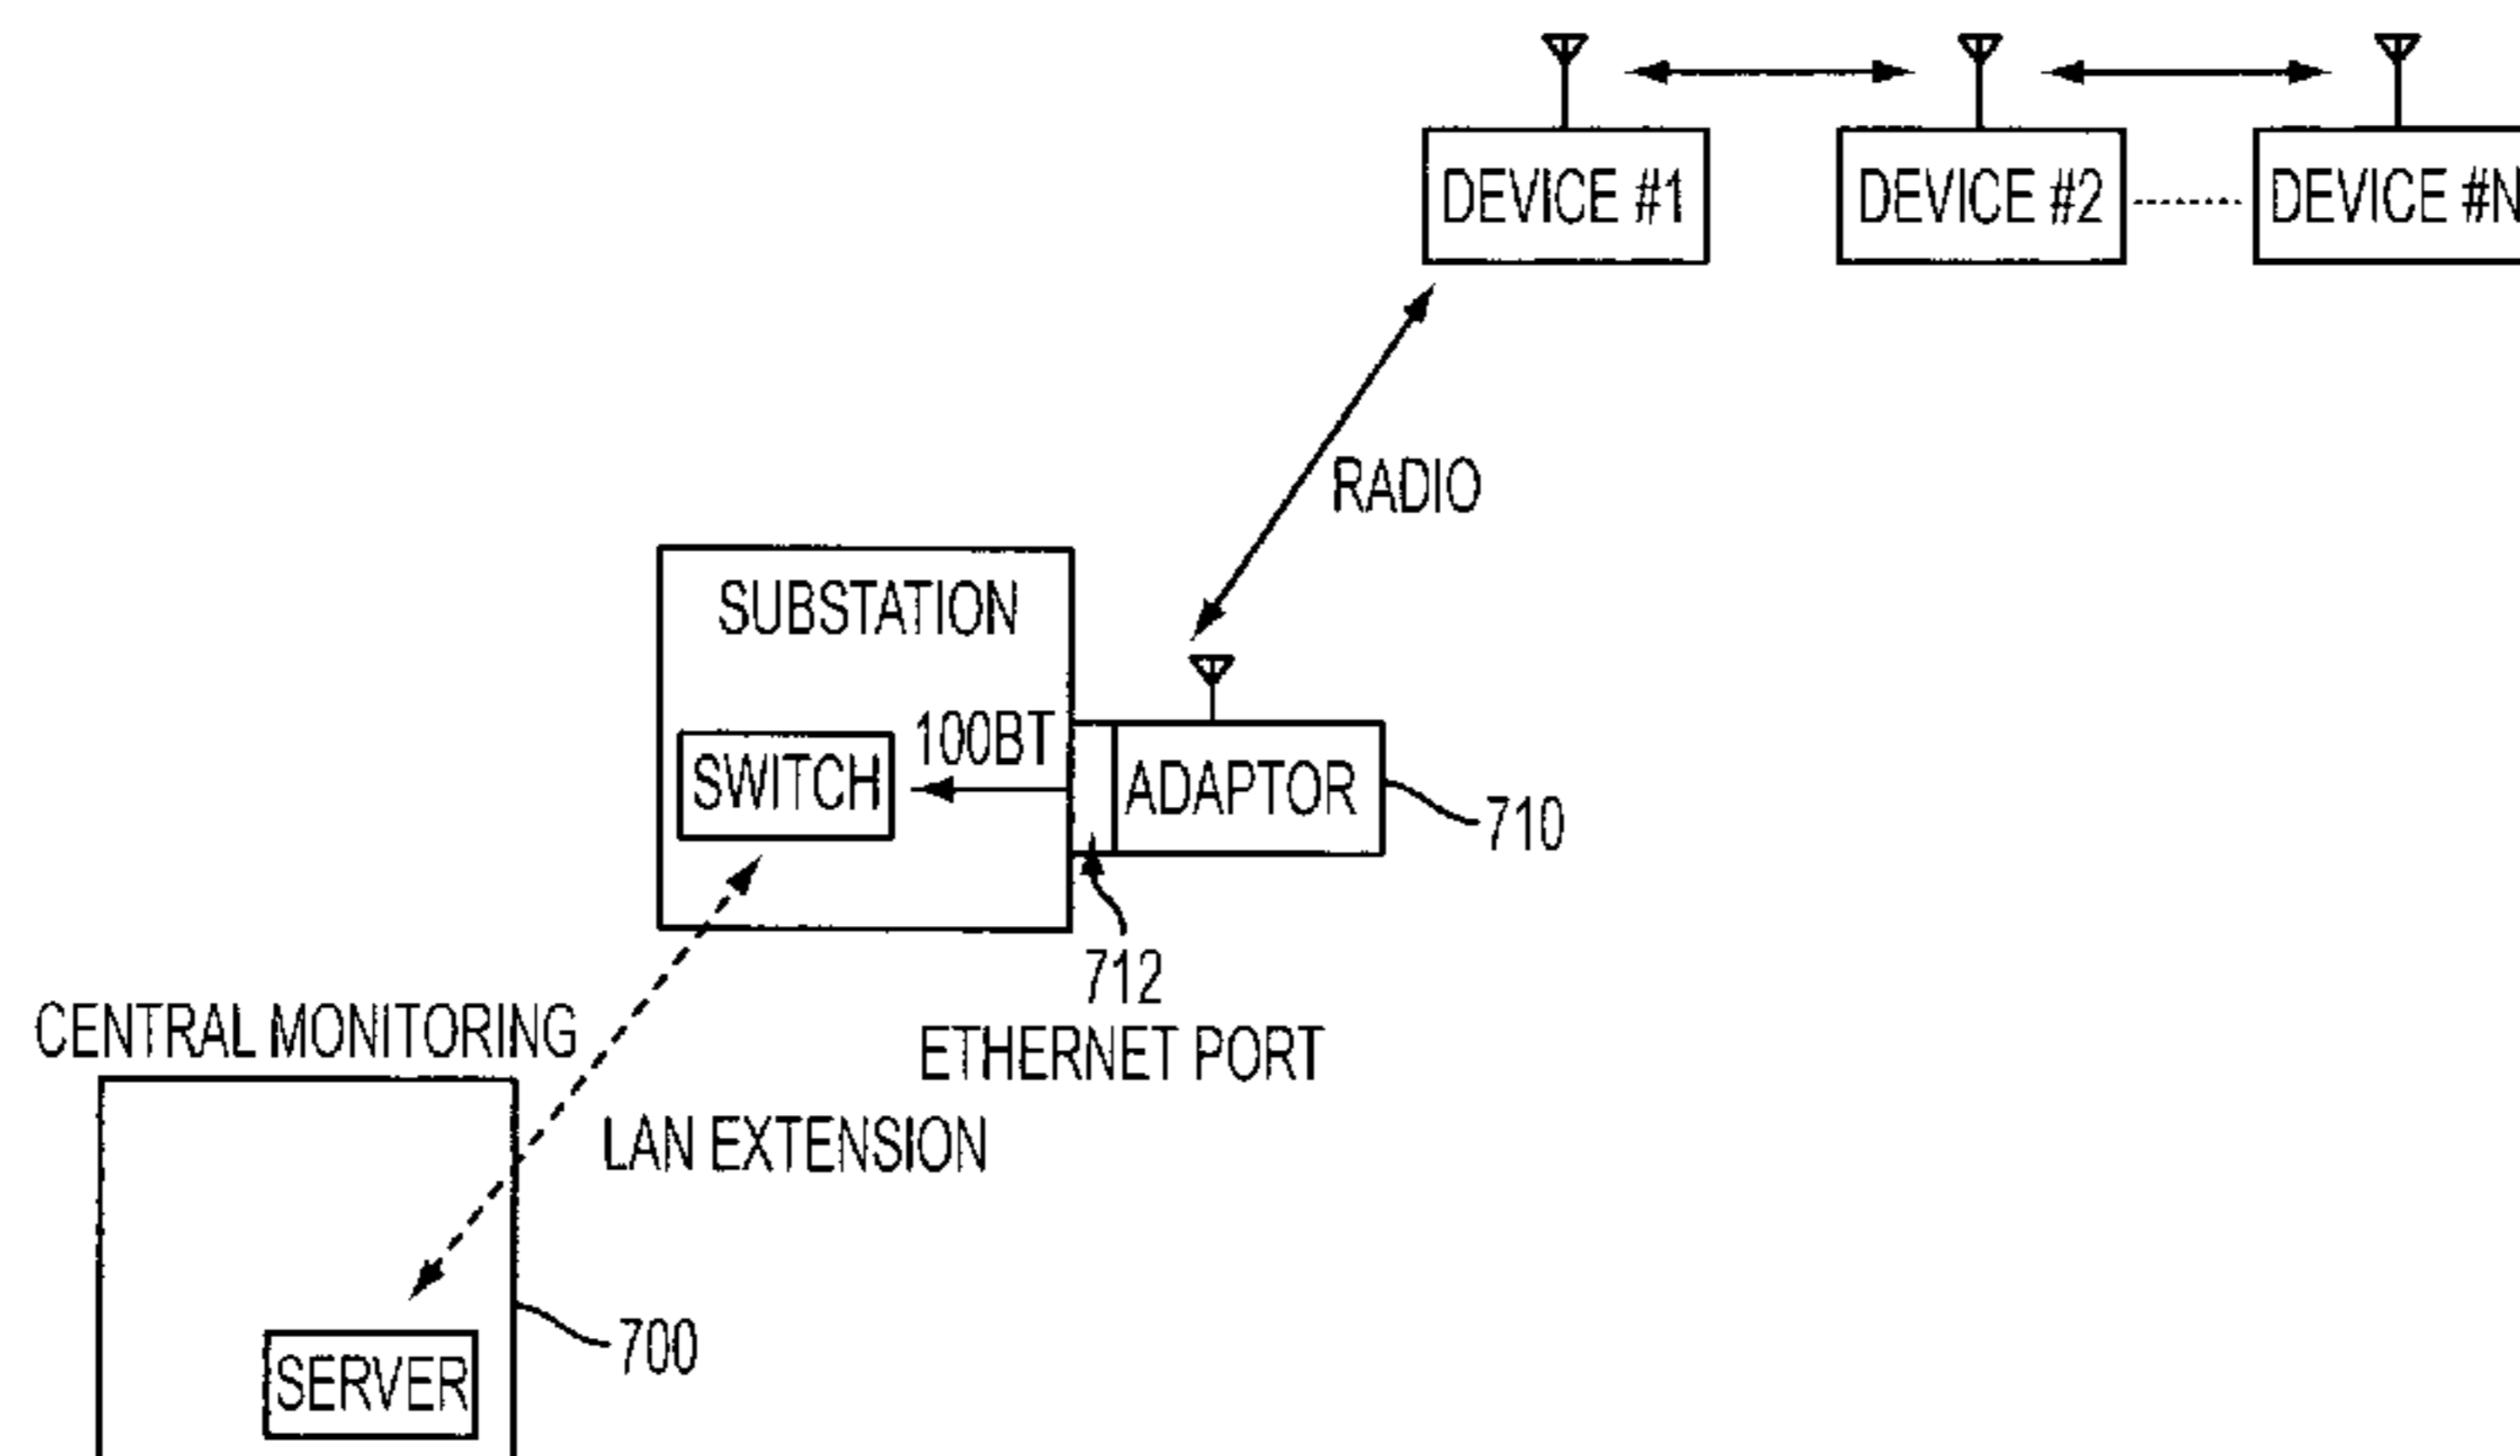 DEVICE #1
DEVICE #2
DEVICE #N
RADIO
SUBSTATION
100BT
SWITCH
ADAPTOR
710
712
ETHERNET PORT
CENTRAL MONITORING
LAN EXTENSION
700
SERVER